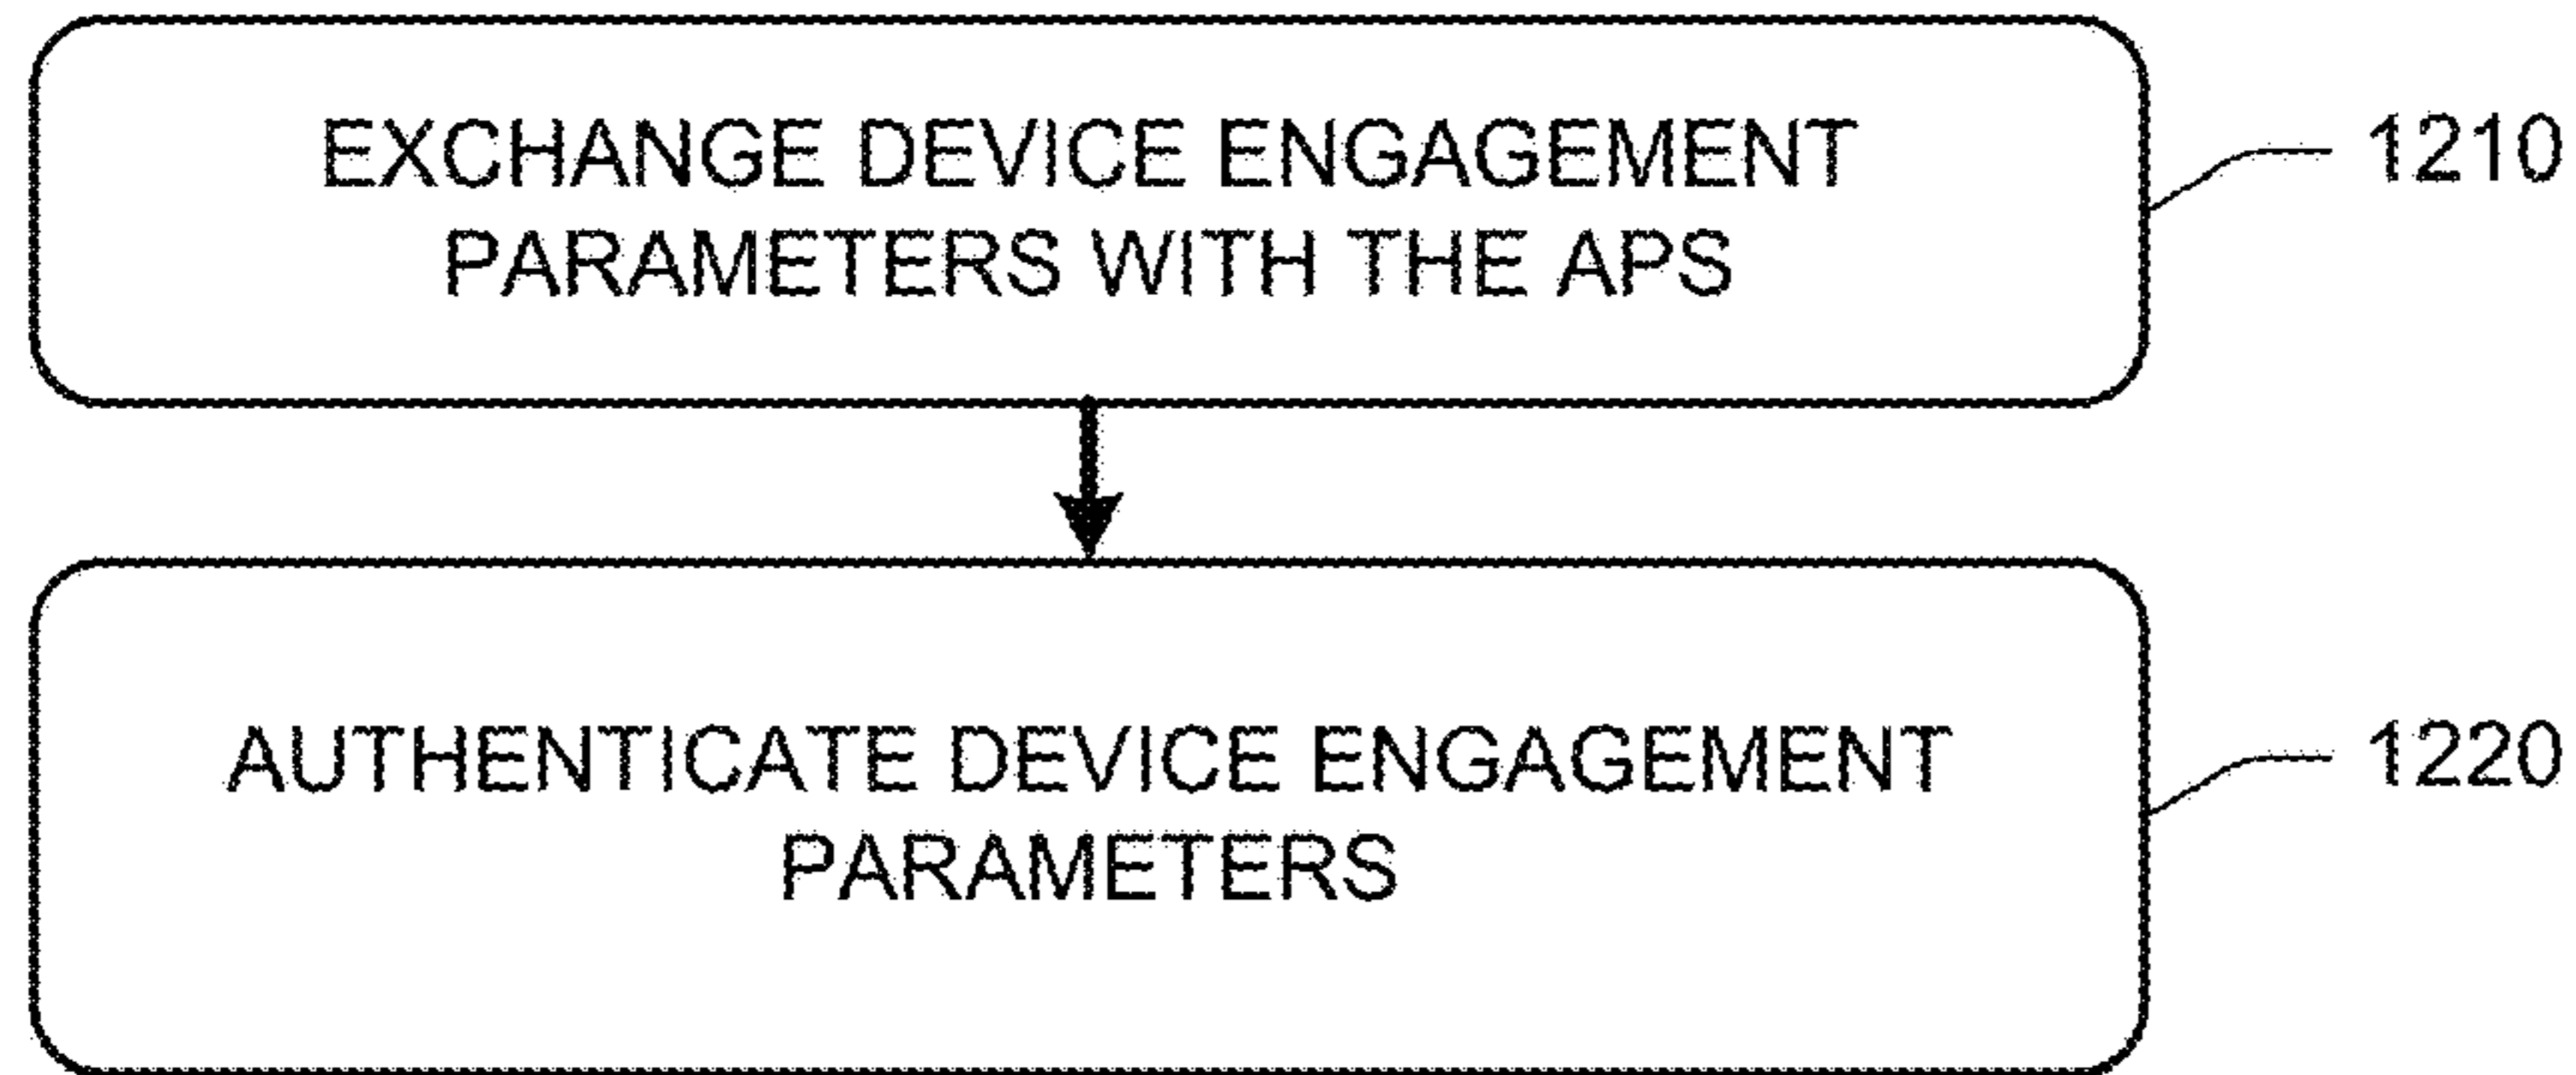 EXCHANGE DEVICE ENGAGEMENT
PARAMETERS WITH THE APS
1210
AUTHENTICATE DEVICE ENGAGEMENT
PARAMETERS
1220